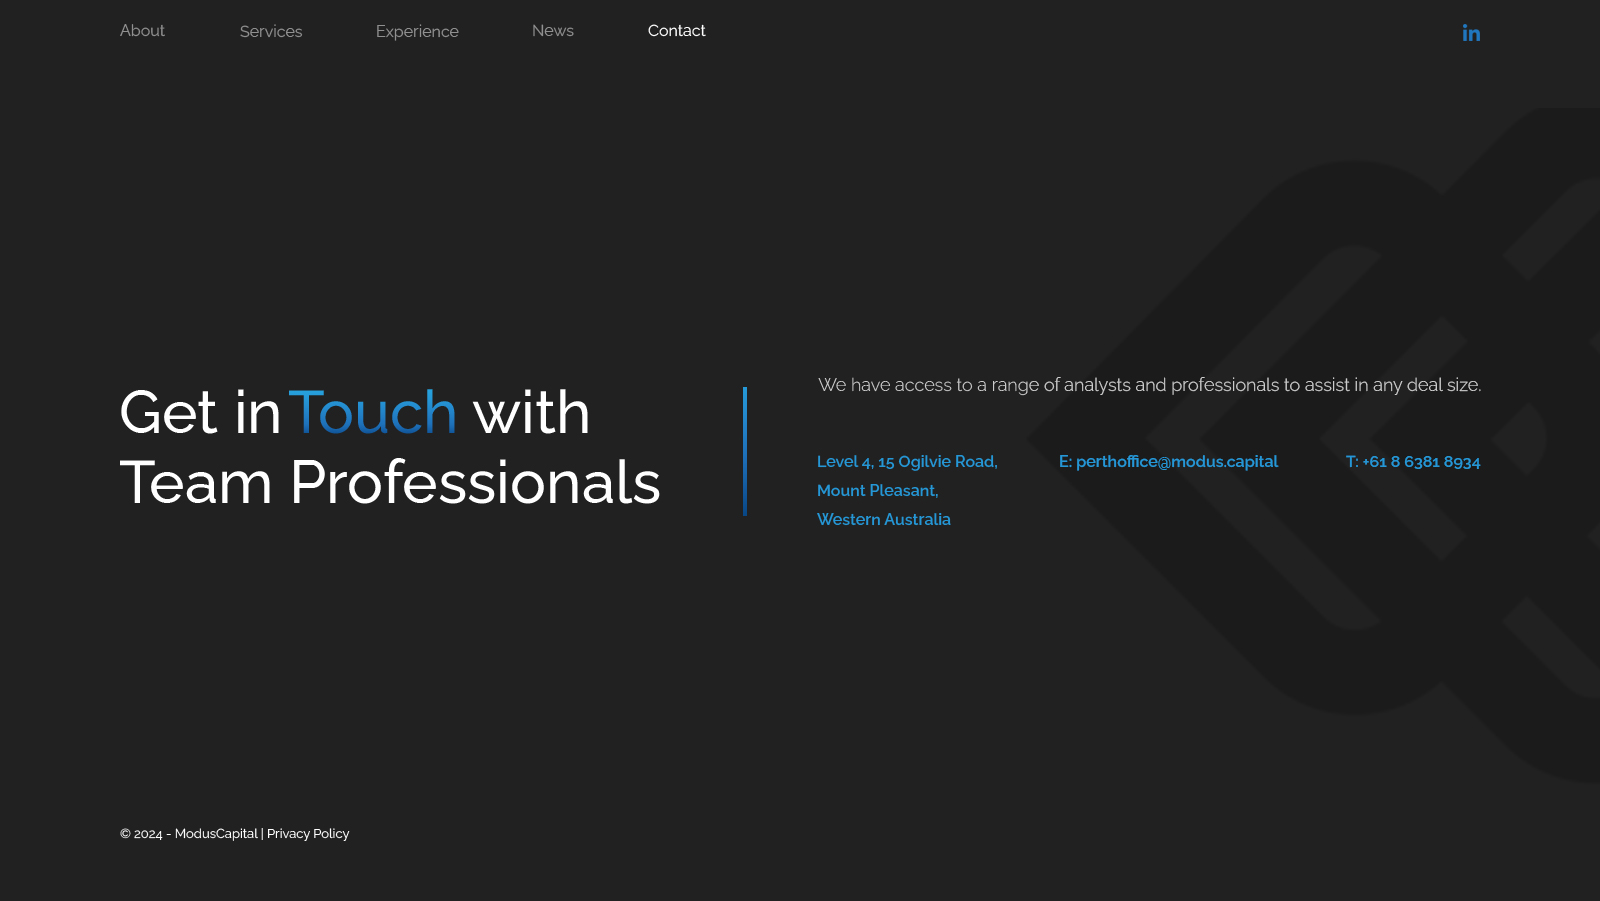 About Services Experience News Contact in
We have access to a range of analysts and professionals to assist in any deal size.
Get in Touch with
Team Professionals
Level 4, 15 Ogilvie Road,
Mount Pleasant,
Western Australia
E: perthoffice@modus.capital
T: +61 8 6381 8934
© 2024 - ModusCapital | Privacy Policy